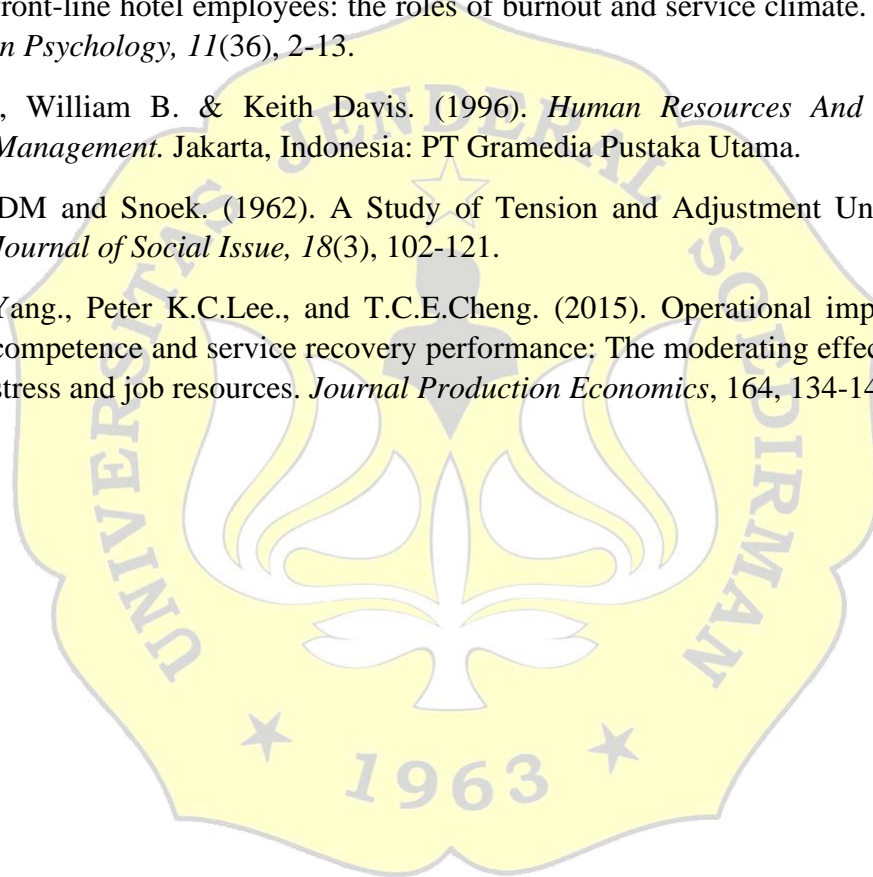 front-line hotel employees: the roles of burnout and service climate.
n Psychology, 11(36), 2-13.
, William B. & Keith Davis. (1996). Human Resources And
Management. Jakarta, Indonesia: PT Gramedia Pustaka Utama.
DM and Snoek. (1962). A Study of Tension and Adjustment Un
Journal of Social Issue, 18(3), 102-121.
Yang., Peter K.C.Lee., and T.C.E.Cheng. (2015). Operational imp
competence and service recovery performance: The moderating effec
stress and job resources. Journal Production Economics, 164, 134-14
UNIVERSITAS JENDERAL SOEDIRMAN
1963